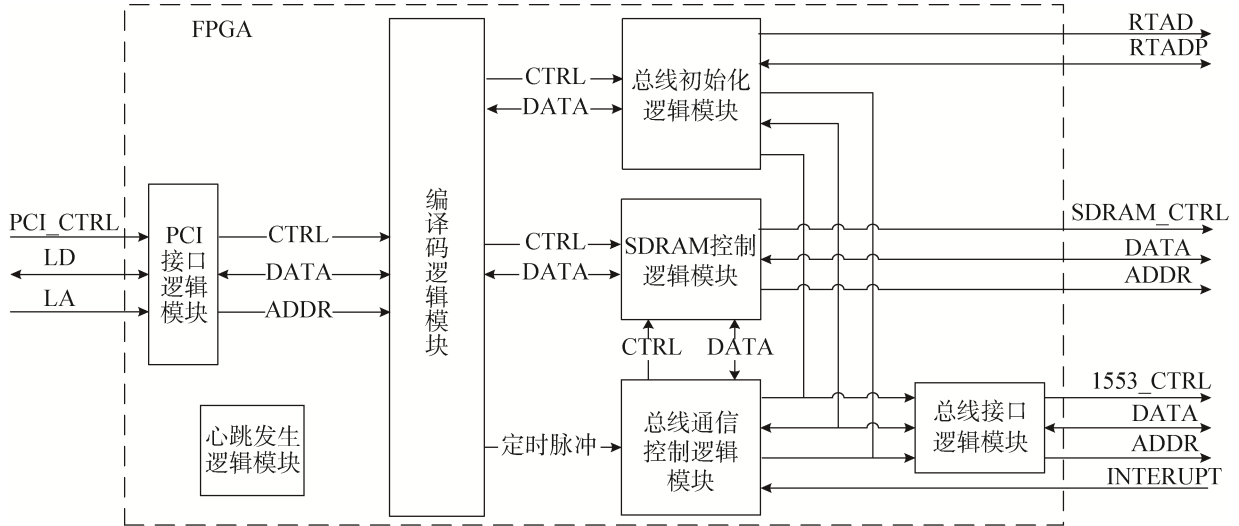 FPGA
RTAD
RTADP
总线初始化
逻辑模块
CTRL
DATA
编译码逻辑模块
PCI_CTRL
LD
LA
PCI
接口
逻辑
模块
CTRL
DATA
ADDR
CTRL
DATA
SDRAM控制
逻辑模块
SDRAM_CTRL
DATA
ADDR
CTRL
DATA
心跳发生
逻辑模块
定时脉冲
总线通信
控制逻辑
模块
总线接口
逻辑模块
1553_CTRL
DATA
ADDR
INTERUPT